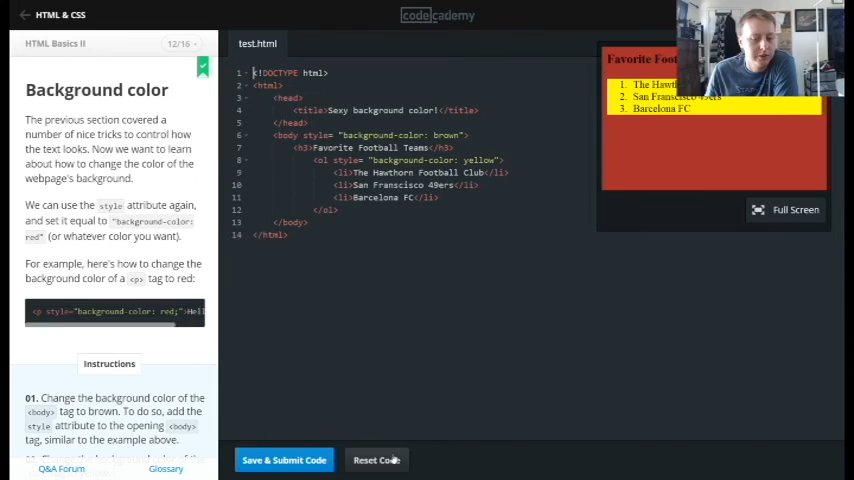 HTML & CSS
codecademy
HTML Basics II
12/16
Background color
The previous section covered a
number of nice tricks to control how
the text looks. Now we want to learn
about how to change the color of the
webpage's background.
We can use the style attribute again,
and set it equal to "background-color:
red" (or whatever color you want).
For example, here's how to change the
background color of a <p> tag to red:
<p style="background-color: red;">Hell
Instructions
01. Change the background color of the
<body> tag to brown. To do so, add the
style attribute to the opening <body>
tag, similar to the example above.
Q&A Forum
Glossary
test.html
1 <!DOCTYPE html>
2 <html>
3 <head>
4 <title>Sexy background color!</title>
5 </head>
6 <body style= "background-color: brown">
7 <h3>Favorite Football Teams</h3>
8 <ol style= "background-color: yellow">
9 <li>The Hawthorn Football Club</li>
10 <li>San Franscisco 49ers</li>
11 <li>Barcelona FC</li>
12 </ol>
13 </body>
14 </html>
Save & Submit Code
Reset Code
Favorite Foot
1. The Hawth
2. San Franscisco 49ers
3. Barcelona FC
Full Screen